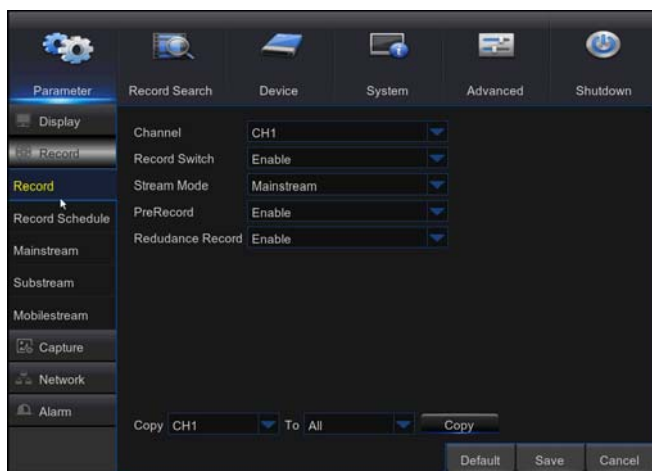 Parameter
Record Search
Device
System
Advanced
Shutdown
Display
Record
Record
Record Schedule
Mainstream
Substream
Mobilestream
Capture
Network
Alarm
Channel CH1
Record Switch Enable
Stream Mode Mainstream
PreRecord Enable
Redudance Record Enable
Copy CH1 To All Copy
Default Save Cancel